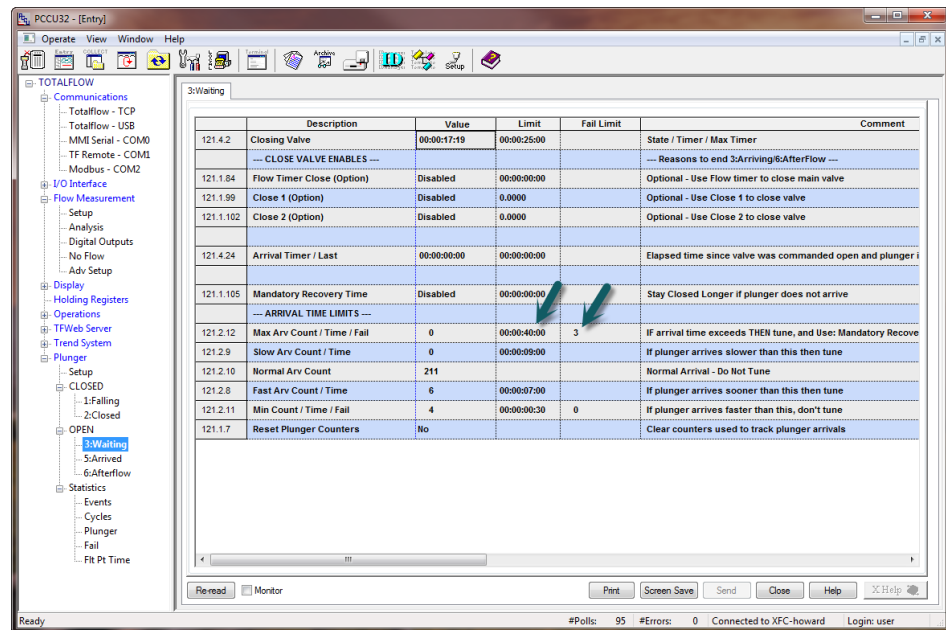 PCCU32 - [Entry]
Operate View Window Help
Entry COLLECT Terminal Archive ID Setup
TOTALFLOW
Communications
Totalflow - TCP
Totalflow - USB
MMI Serial - COM0
TF Remote - COM1
Modbus - COM2
I/O Interface
Flow Measurement
Setup
Analysis
Digital Outputs
No Flow
Adv Setup
Display
Holding Registers
Operations
TFWeb Server
Trend System
Plunger
Setup
CLOSED
1:Falling
2:Closed
OPEN
3:Waiting
5:Arrived
6:Afterflow
Statistics
Events
Cycles
Plunger
Fail
Flt Pt Time
3:Waiting
Description Value Limit Fail Limit Comment
121.4.2 Closing Valve 00:00:17:19 00:00:25:00 State / Timer / Max Timer
--- CLOSE VALVE ENABLES --- --- Reasons to end 3:Arriving/6:AfterFlow ---
121.1.84 Flow Timer Close (Option) Disabled 00:00:00:00 Optional - Use Flow timer to close main valve
121.1.99 Close 1 (Option) Disabled 0.0000 Optional - Use Close 1 to close valve
121.1.102 Close 2 (Option) Disabled 0.0000 Optional - Use Close 2 to close valve
121.4.24 Arrival Timer / Last 00:00:00:00 00:00:00:00 Elapsed time since valve was commanded open and plunger i
121.1.105 Mandatory Recovery Time Disabled 00:00:00:00 Stay Closed Longer if plunger does not arrive
--- ARRIVAL TIME LIMITS ---
121.2.12 Max Arv Count / Time / Fail 0 00:00:40:00 3 IF arrival time exceeds THEN tune, and Use: Mandatory Recove
121.2.9 Slow Arv Count / Time 0 00:00:09:00 If plunger arrives slower than this then tune
121.2.10 Normal Arv Count 211 Normal Arrival - Do Not Tune
121.2.8 Fast Arv Count / Time 6 00:00:07:00 If plunger arrives sooner than this then tune
121.2.11 Min Count / Time / Fail 4 00:00:00:30 0 If plunger arrives faster than this, don't tune
121.1.7 Reset Plunger Counters No Clear counters used to track plunger arrivals
Re-read Monitor Print Screen Save Send Close Help X Help
Ready #Polls: 95 #Errors: 0 Connected to XFC-howard Login: user